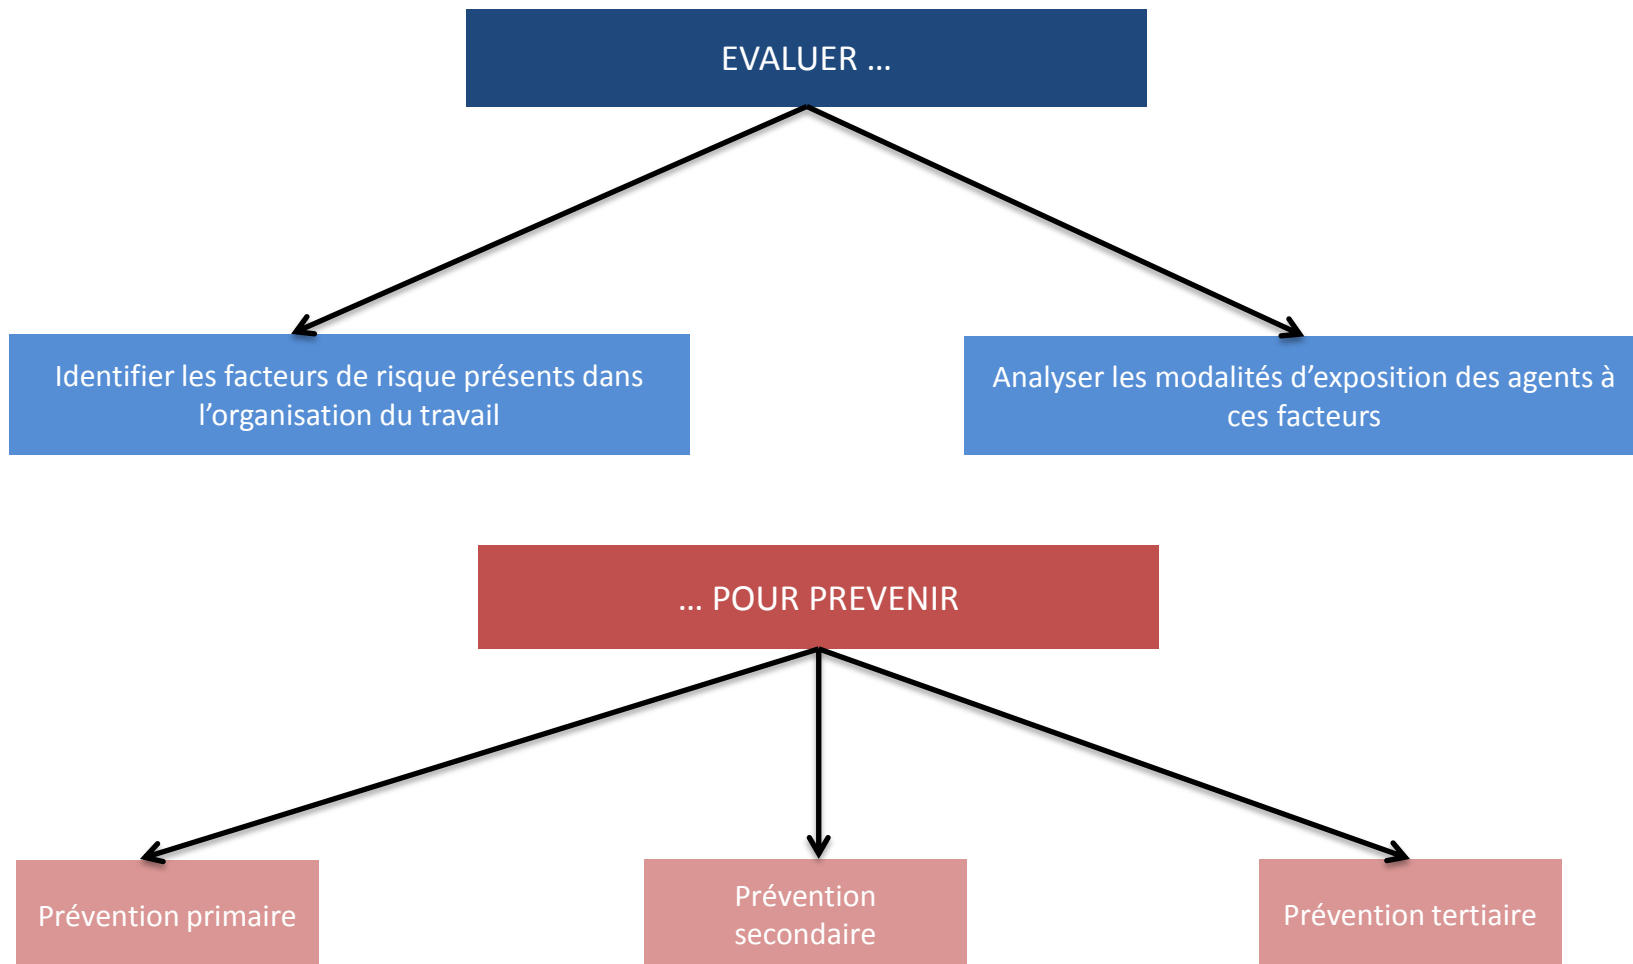 EVALUER ...
Identifier les facteurs de risque présents dans
l’organisation du travail
Analyser les modalités d’exposition des agents à
ces facteurs
... POUR PREVENIR
Prévention primaire
Prévention
secondaire
Prévention tertiaire